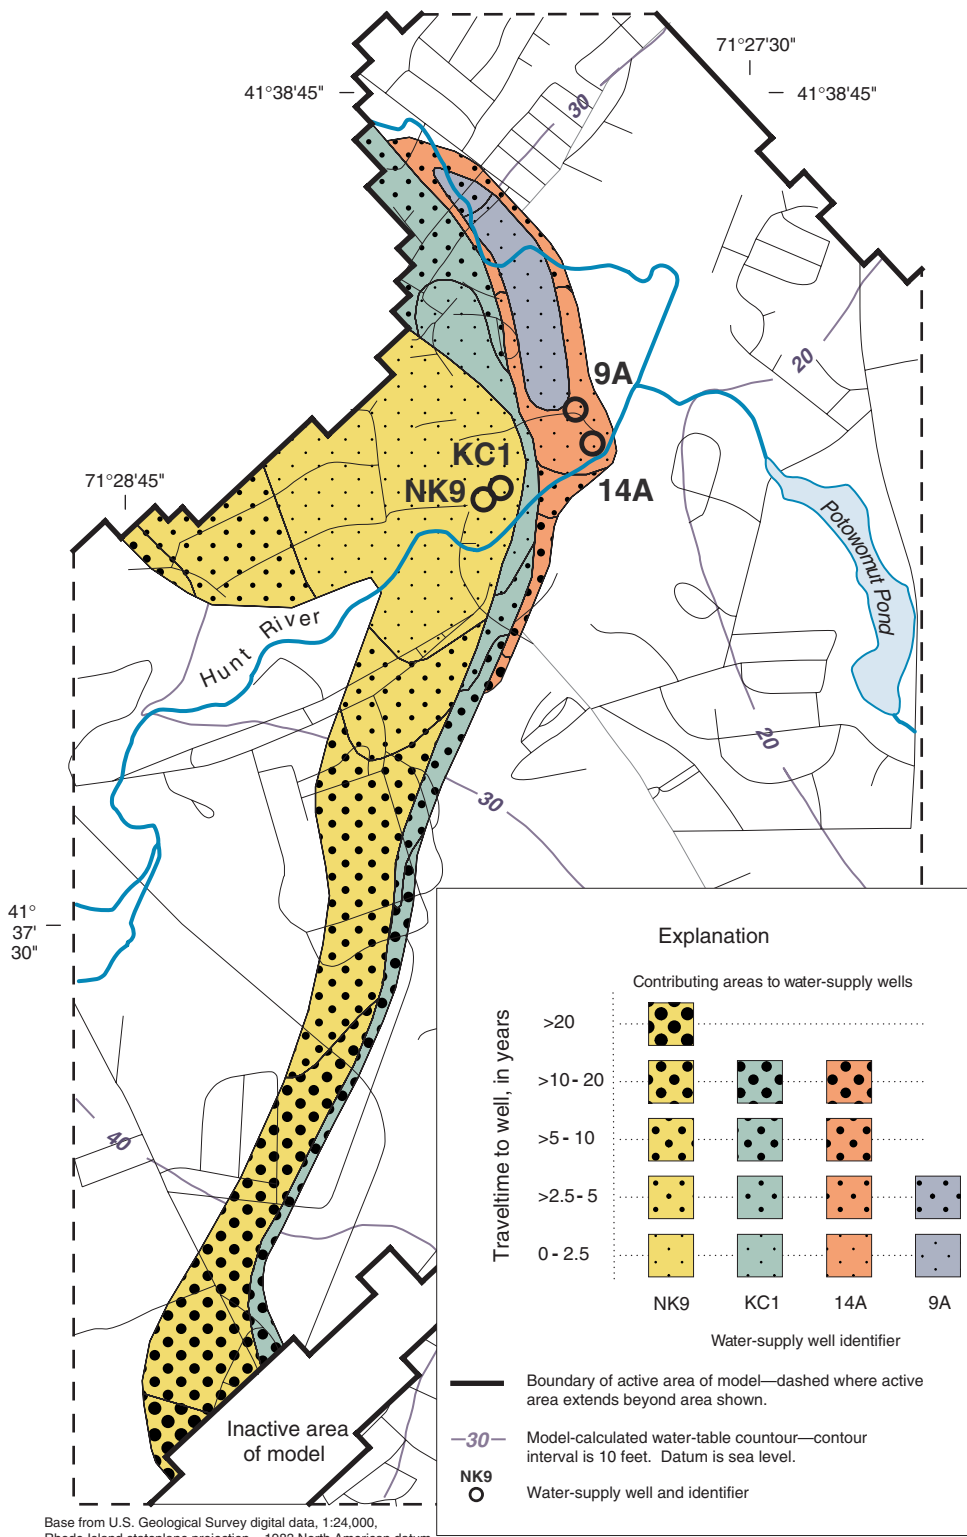 71°27'30"
41°38'45"
41°38'45"
30
20
9A
KC1
71°28'45"
NK9
14A
Potowomut Pond
Hunt River
20
30
41°
37'
30"
40
Inactive area
of model
Explanation
Contributing areas to water-supply wells
Traveltime to well, in years
>20
>10 - 20
>5 - 10
>2.5 - 5
0 - 2.5
NK9 KC1 14A 9A
Water-supply well identifier
Boundary of active area of model—dashed where active
area extends beyond area shown.
30
Model-calculated water-table countour—contour
interval is 10 feet. Datum is sea level.
NK9
Water-supply well and identifier
Base from U.S. Geological Survey digital data, 1:24,000,